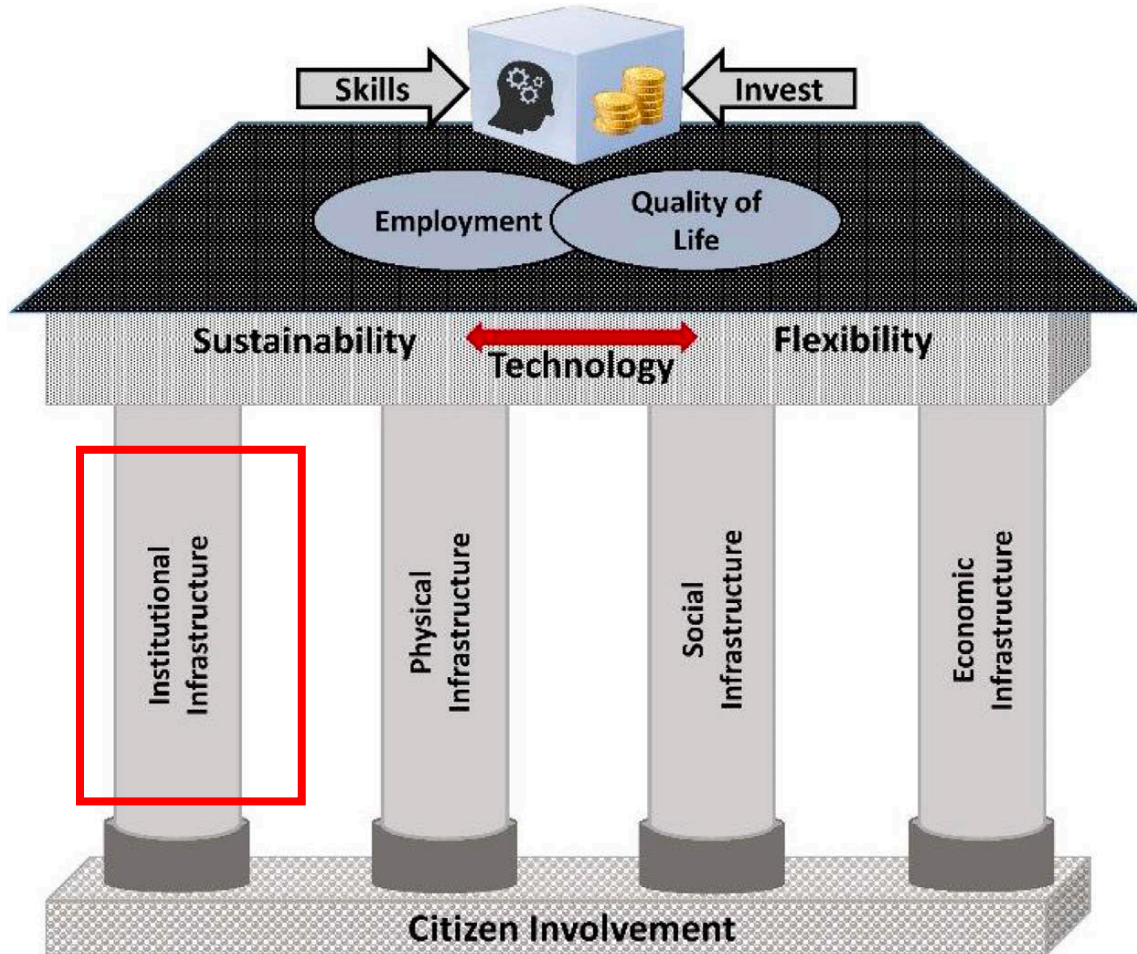 Skills
Invest
Employment
Quality of
Life
Sustainability
Technology
Flexibility
Institutional
Infrastructure
Physical
Infrastructure
Social
Infrastructure
Economic
Infrastructure
Citizen Involvement